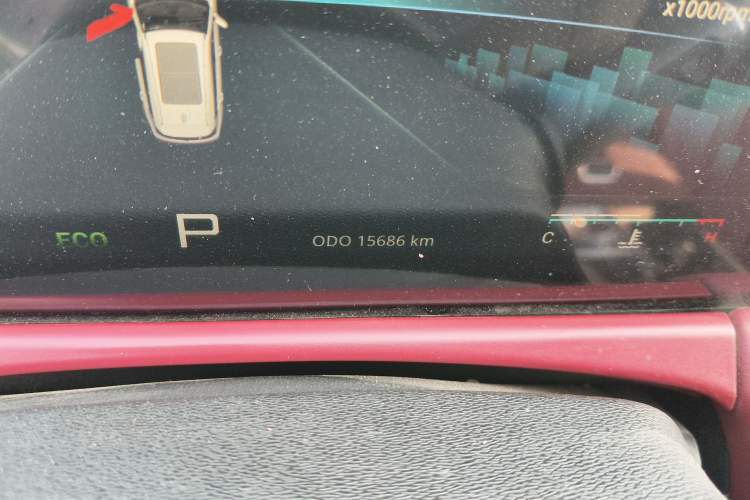 x1000rpm
ECO P ODO 15686 km
C H